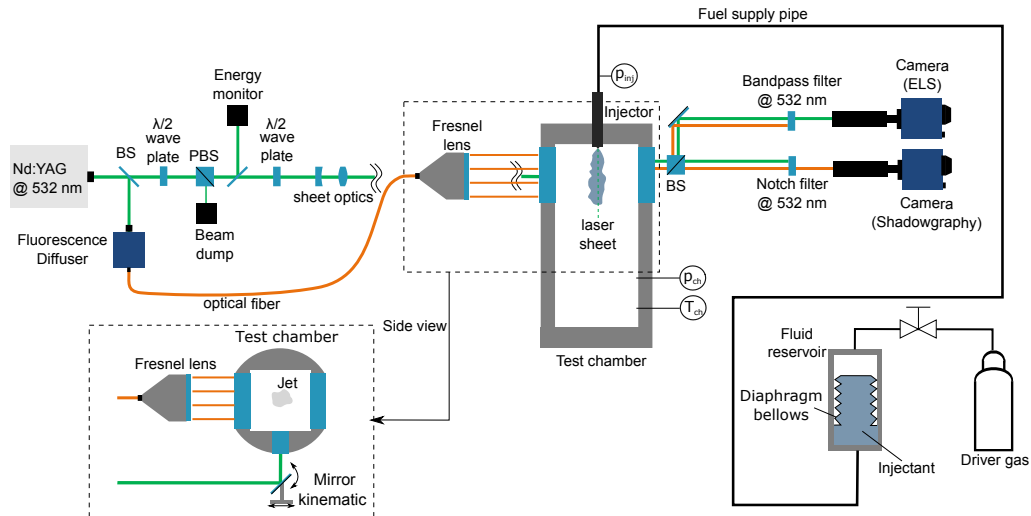 Fuel supply pipe
Nd:YAG
@ 532 nm
BS
λ/2
wave
plate
PBS
Energy
monitor
λ/2
wave
plate
sheet optics
Beam
dump
Fluorescence
Diffuser
optical fiber
Fresnel
lens
p_inj
Injector
laser
sheet
BS
Bandpass filter
@ 532 nm
Camera
(ELS)
Notch filter
@ 532 nm
Camera
(Shadowgraphy)
p_ch
T_ch
Test chamber
Side view
Test chamber
Fresnel lens
Jet
Mirror
kinematic
Fluid
reservoir
Diaphragm
bellows
Injectant
Driver gas